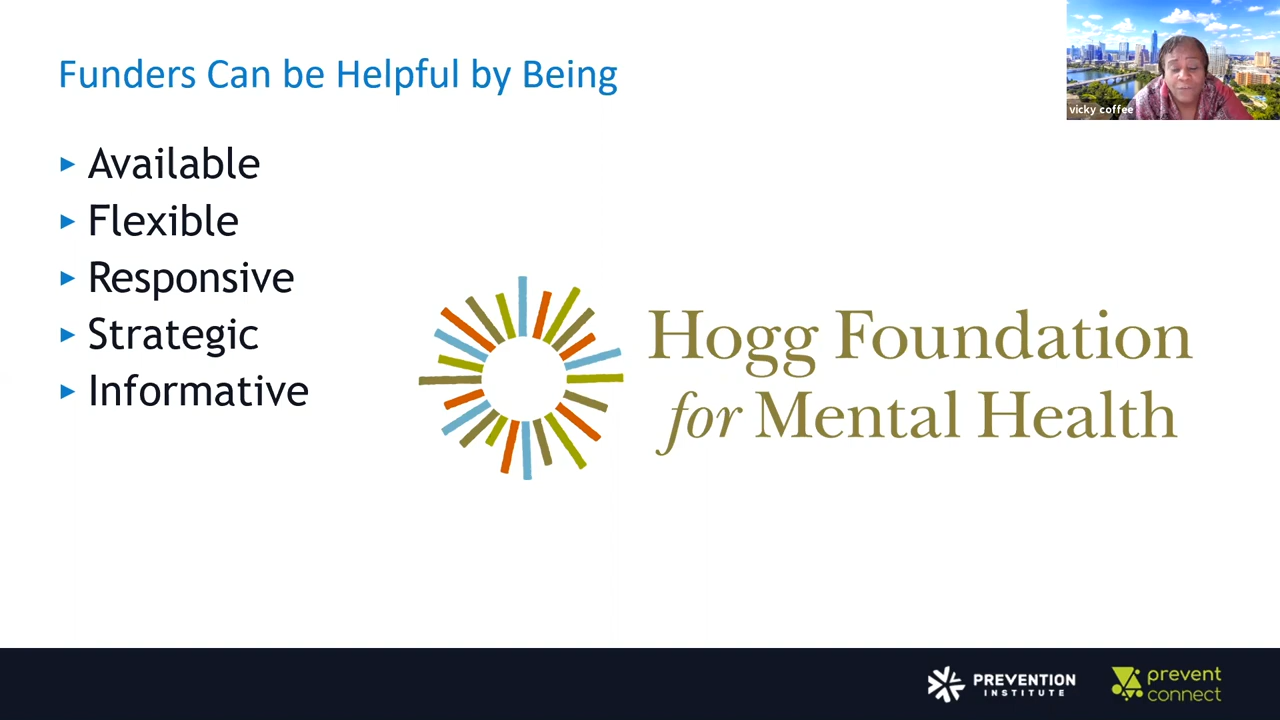 Funders Can be Helpful by Being
vicky coffee
Available
Flexible
Responsive
Strategic
Informative
Hogg Foundation
for Mental Health
PREVENTION
INSTITUTE
prevent
connect